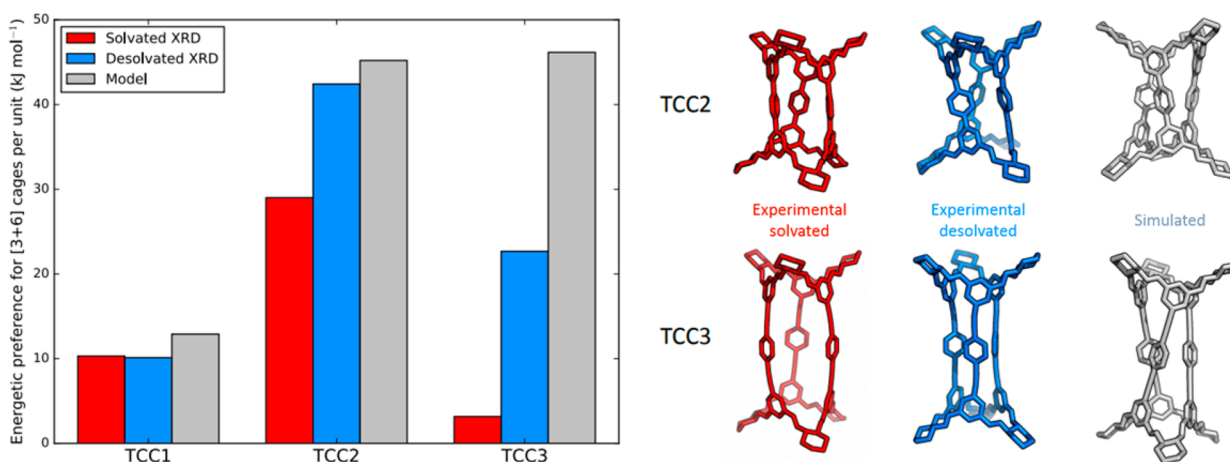 Energetic preference for [3+6] cages per unit (kJ mol⁻¹)
50
40
30
20
10
0
Solvated XRD
Desolvated XRD
Model
TCC1
TCC2
TCC3
TCC2
Experimental
solvated
Experimental
desolvated
Simulated
TCC3